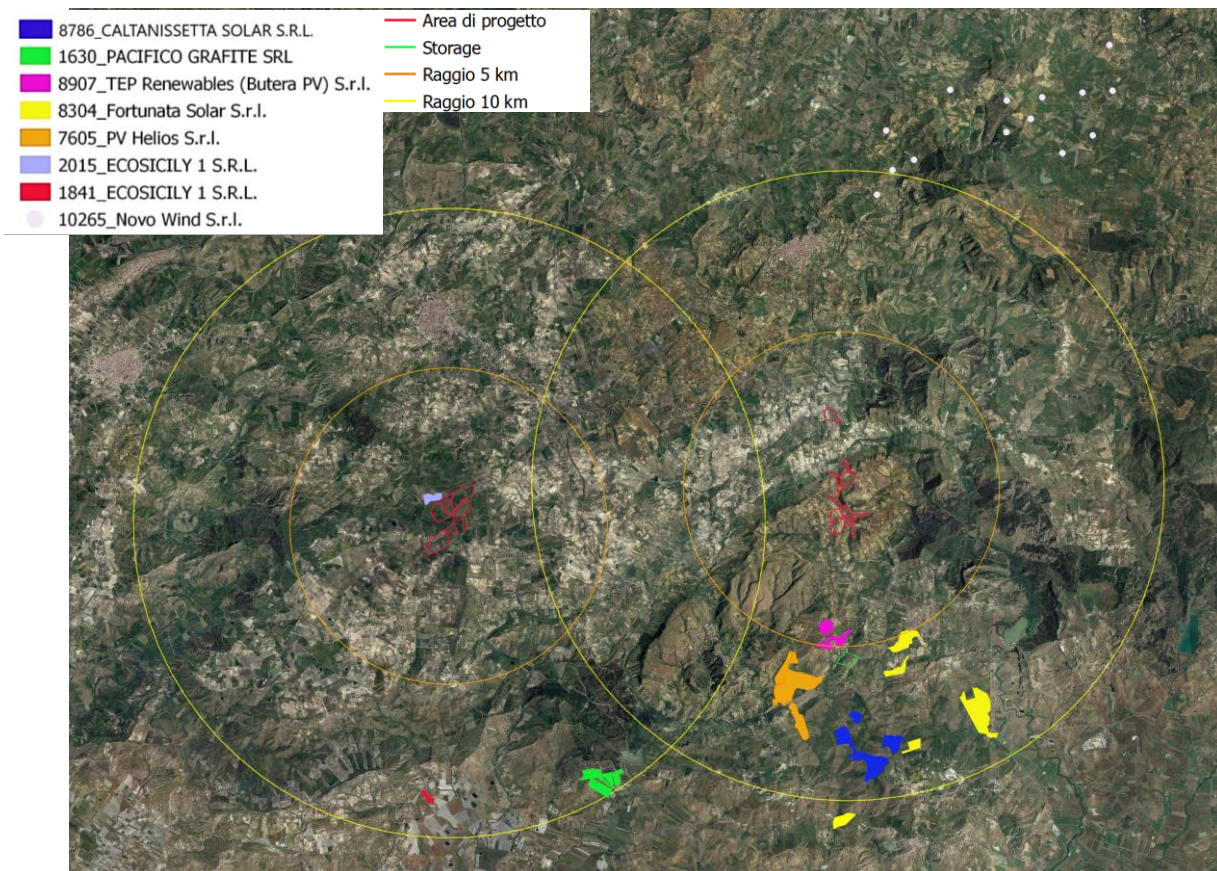 8786_CALTANISSETTA SOLAR S.R.L.
1630_PACIFICO GRAFITE SRL
8907_TEP Renewables (Butera PV) S.r.l.
8304_Fortunata Solar S.r.l.
7605_PV Helios S.r.l.
2015_ECOSICILY 1 S.R.L.
1841_ECOSICILY 1 S.R.L.
10265_Novo Wind S.r.l.
Area di progetto
Storage
Raggio 5 km
Raggio 10 km